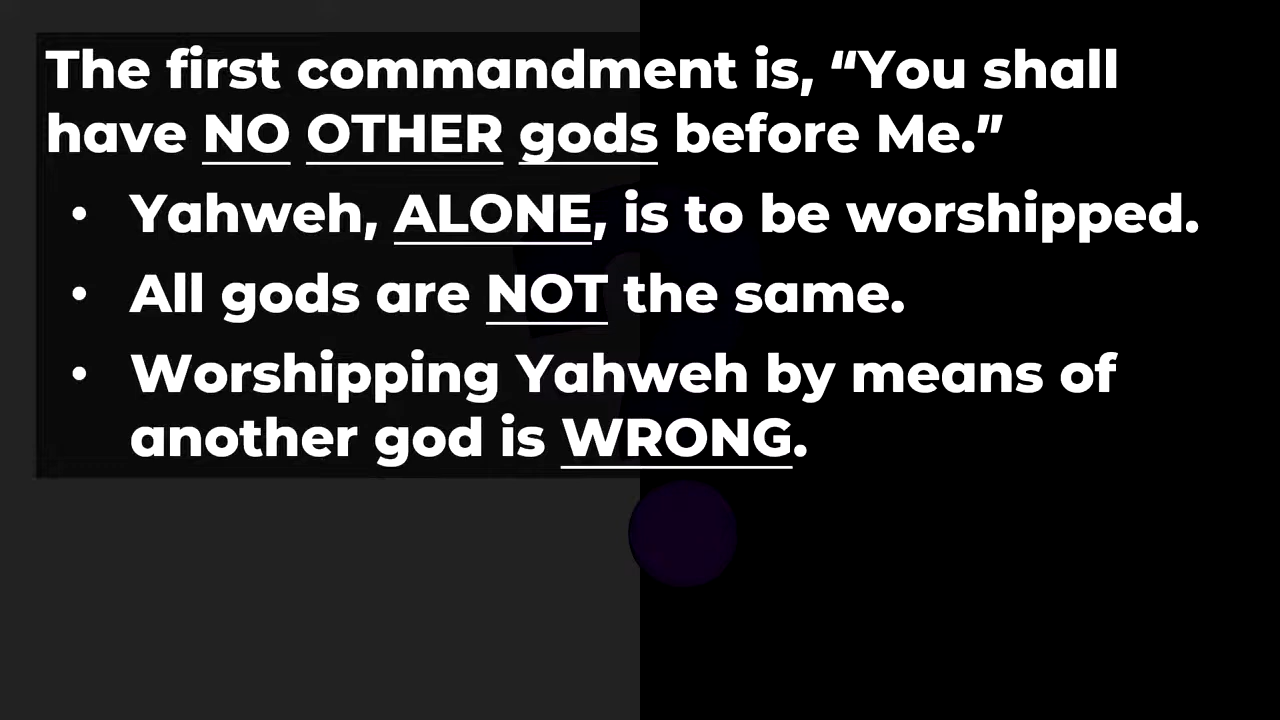 The first commandment is, “You shall
have NO OTHER gods before Me.”
• Yahweh, ALONE, is to be worshipped.
• All gods are NOT the same.
• Worshipping Yahweh by means of
another god is WRONG.